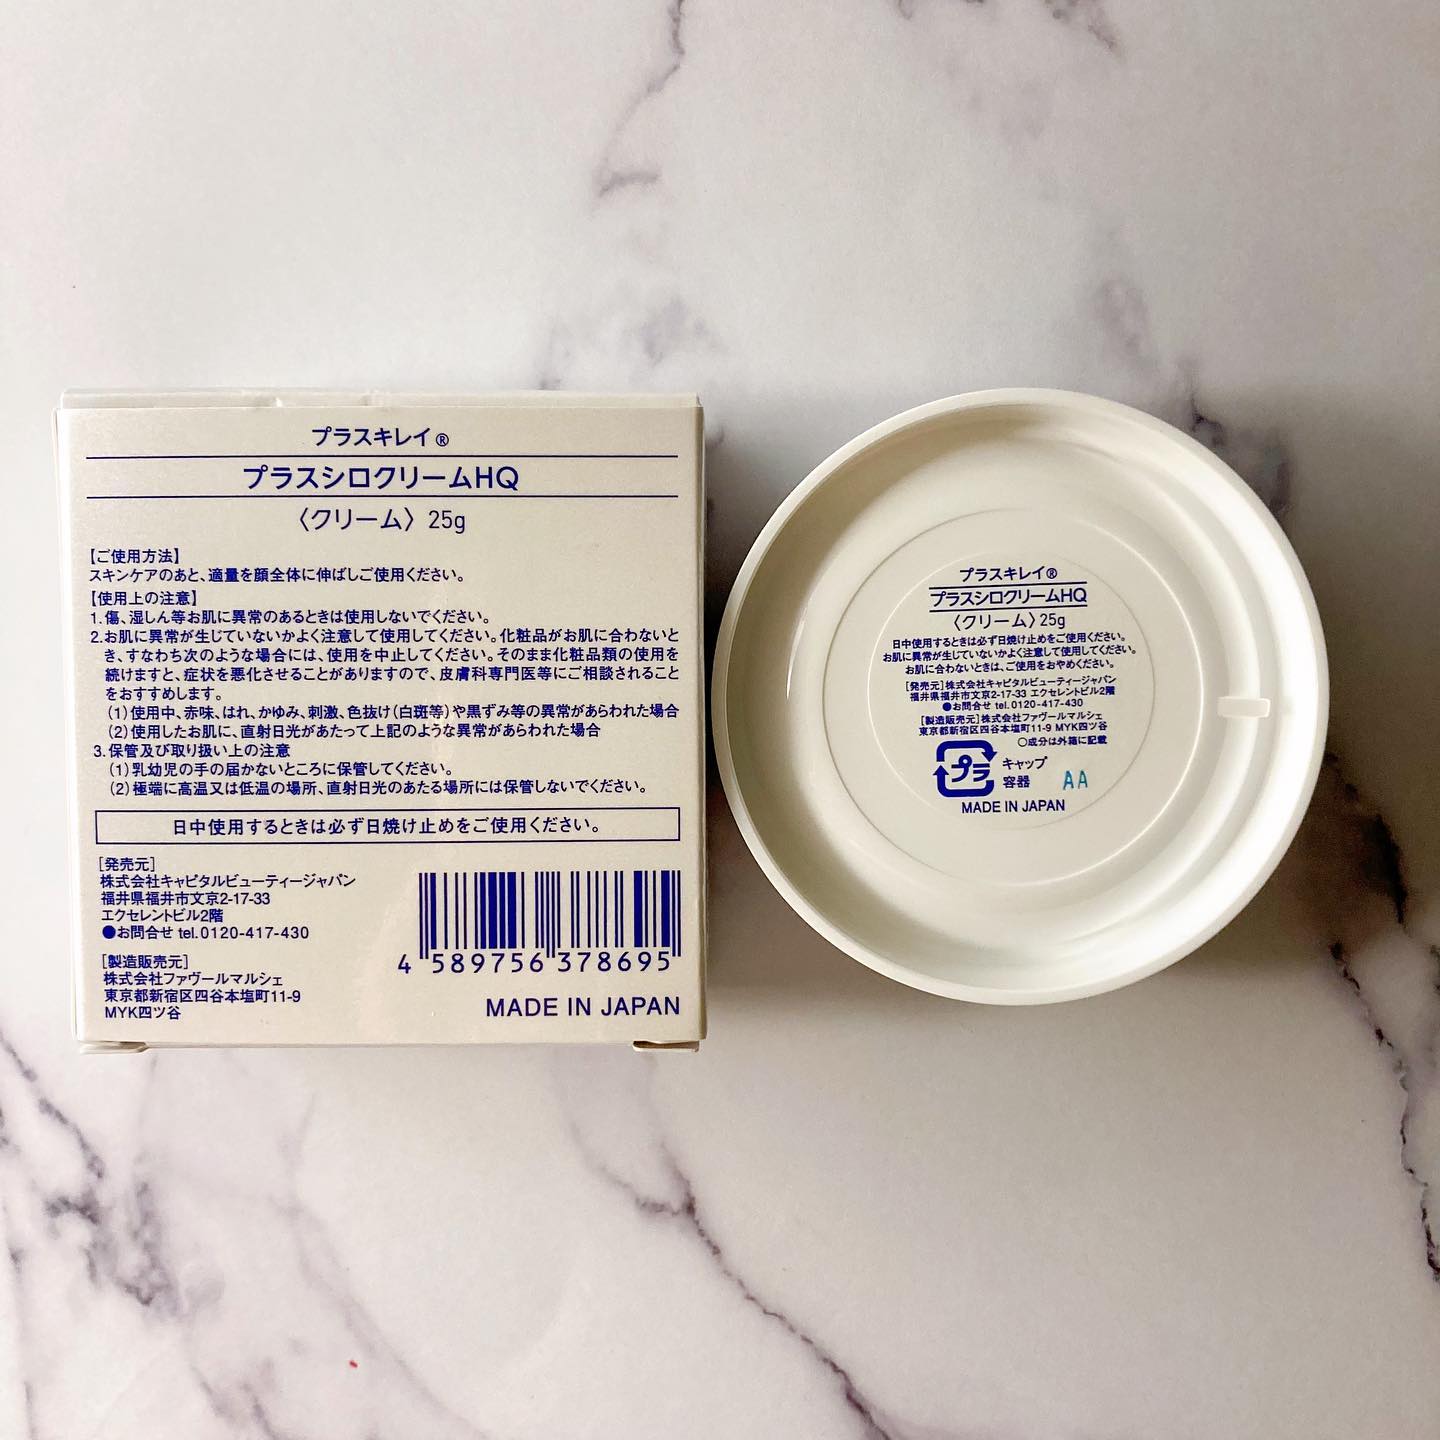 プラスキレイ®
プラスシロクリームHQ
〈クリーム〉 25g
【ご使用方法】
スキンケアのあと、適量を顔全体に伸ばしご使用ください。
【使用上の注意】
1.傷、湿しん等お肌に異常のあるときは使用しないでください。
2.お肌に異常が生じていないかよく注意して使用してください。化粧品がお肌に合わないと
き、すなわち次のような場合には、使用を中止してください。そのまま化粧品類の使用を
続けますと、症状を悪化させることがありますので、皮膚科専門医等にご相談されること
をおすすめします。
(1)使用中、赤味、はれ、かゆみ、刺激、色抜け(白斑等)や黒ずみ等の異常があらわれた場合
(2)使用したお肌に、直射日光があたって上記のような異常があらわれた場合
3.保管及び取り扱い上の注意
(1)乳幼児の手の届かないところに保管してください。
(2)極端に高温又は低温の場所、直射日光のあたる場所には保管しないでください。
日中使用するときは必ず日焼け止めをご使用ください。
[発売元]
株式会社キャピタルビューティージャパン
福井県福井市文京2-17-33
エクセレントビル2階
●お問合せ tel.0120-417-430
[製造販売元]
株式会社ファヴールマルシェ
東京都新宿区四谷本塩町11-9
MYK四ツ谷
4 589756 378695
MADE IN JAPAN
プラスキレイ®
プラスシロクリームHQ
〈クリーム〉25g
日中使用するときは必ず日焼け止めをご使用ください。
お肌に異常が生じていないかよく注意して使用してください。
お肌に合わないときは、ご使用をおやめください。
[発売元]株式会社キャピタルビューティージャパン
福井県福井市文京2-17-33 エクセレントビル2階
●お問合せ tel.0120-417-430
[製造販売元]株式会社ファヴールマルシェ
東京都新宿区四谷本塩町11-9 MYK四ツ谷
○成分は外箱に記載
プラ
キャップ
容器
AA
MADE IN JAPAN